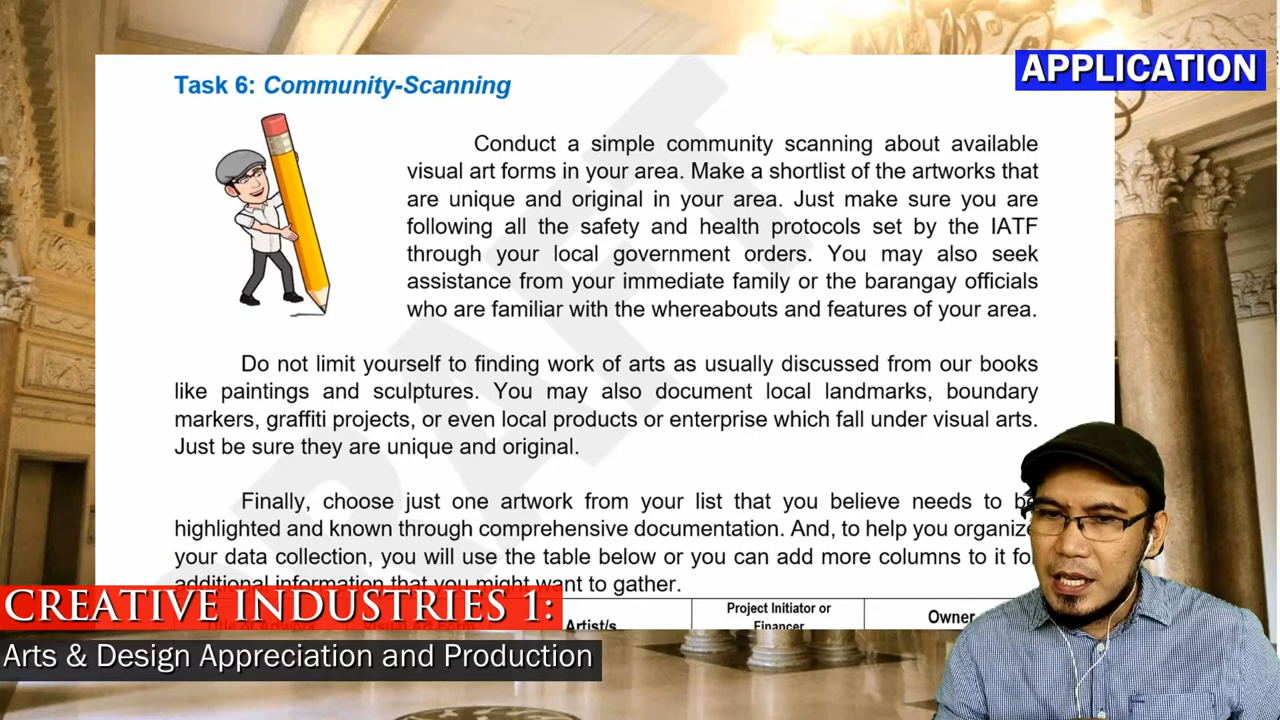 APPLICATION
Task 6: Community-Scanning
Conduct a simple community scanning about available
visual art forms in your area. Make a shortlist of the artworks that
are unique and original in your area. Just make sure you are
following all the safety and health protocols set by the IATF
through your local government orders. You may also seek
assistance from your immediate family or the barangay officials
who are familiar with the whereabouts and features of your area.
Do not limit yourself to finding work of arts as usually discussed from our books
like paintings and sculptures. You may also document local landmarks, boundary
markers, graffiti projects, or even local products or enterprise which fall under visual arts.
Just be sure they are unique and original.
Finally, choose just one artwork from your list that you believe needs to be
highlighted and known through comprehensive documentation. And, to help you organize
your data collection, you will use the table below or you can add more columns to it for
additional information that you might want to gather.
Title of Artwork Visual Art Form Artist/s Project Initiator or Owner
Financer
CREATIVE INDUSTRIES 1:
Arts & Design Appreciation and Production
DRAFT